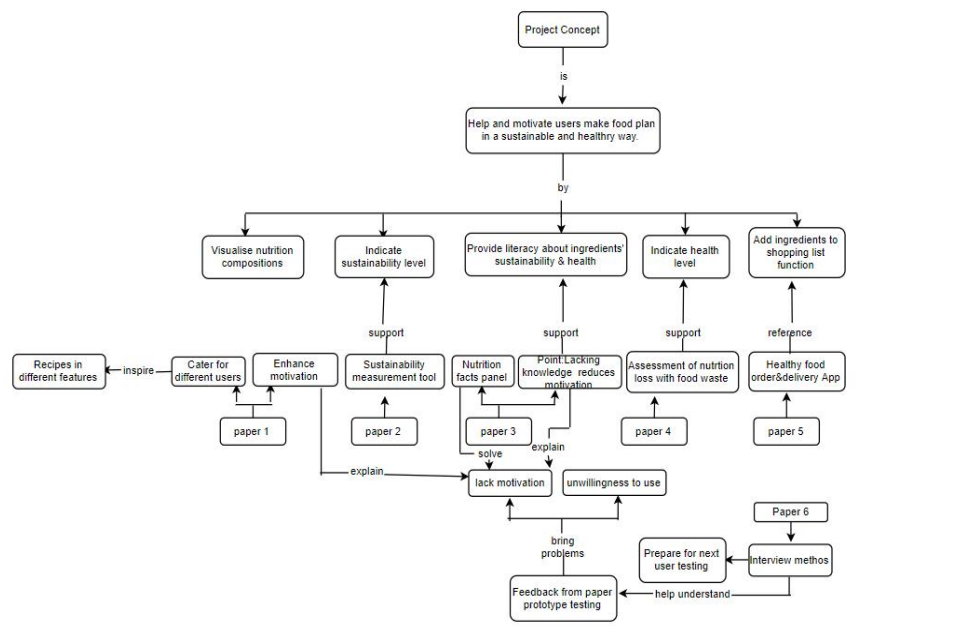 Project Concept
is
Help and motivate users make food plan
in a sustainable and healthry way.
by
Visualise nutrition
compositions
Indicate
sustainability level
Provide literacy about ingredients'
sustainability & health
Indicate health
level
Add ingredients to
shopping list
function
support
support
support
reference
Recipes in
different features
inspire
Cater for
different users
Enhance
motivation
Sustainability
measurement tool
Nutrition
facts panel
Point:Lacking
knowledge reduces
motivation
Assessment of nutrtion
loss with food waste
Healthy food
order&delivery App
paper 1
paper 2
paper 3
paper 4
paper 5
solve
explain
explain
lack motivation
unwillingness to use
Paper 6
bring
problems
Prepare for next
user testing
Interview methos
Feedback from paper
prototype testing
help understand